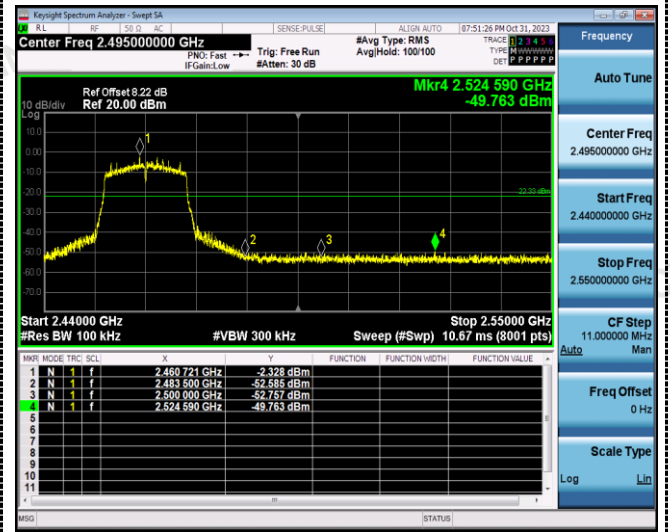 Keysight Spectrum Analyzer - Swept SA
RL RF 50 Ω AC SENSE:PULSE ALIGN AUTO 07:51:26 PM Oct 31, 2023
Center Freq 2.495000000 GHz
#Avg Type: RMS
TRACE 1 2 3 4 5 6
PNO: Fast Trig: Free Run Avg|Hold: 100/100
TYPE M W W W W W
IFGain:Low #Atten: 30 dB
DET P P P P P P
Mkr4 2.524 590 GHz
-49.763 dBm
Ref Offset 8.22 dB
10 dB/div Ref 20.00 dBm
Log
10.0
0.00
-10.0
-20.0
-30.0
-40.0
-50.0
-60.0
-70.0
1
2
3
4
-22.33 dBm
Start 2.44000 GHz Stop 2.55000 GHz
#Res BW 100 kHz #VBW 300 kHz Sweep (#Swp) 10.67 ms (8001 pts)
MKR MODE TRC SCL X Y FUNCTION FUNCTION WIDTH FUNCTION VALUE
1 N 1 f 2.460 721 GHz -2.328 dBm
2 N 1 f 2.483 500 GHz -52.585 dBm
3 N 1 f 2.500 000 GHz -52.757 dBm
4 N 1 f 2.524 590 GHz -49.763 dBm
5
6
7
8
9
10
11
MSG STATUS
Frequency
Auto Tune
Center Freq
2.495000000 GHz
Start Freq
2.440000000 GHz
Stop Freq
2.550000000 GHz
CF Step
11.000000 MHz
Auto Man
Freq Offset
0 Hz
Scale Type
Log Lin